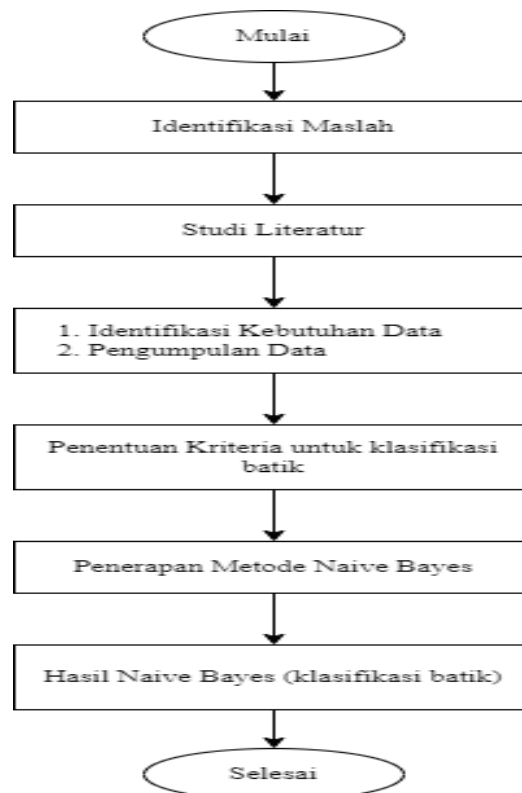 Mulai
Identifikasi Maslah
Studi Literatur
1. Identifikasi Kebutuhan Data
2. Pengumpulan Data
Penentuan Kriteria untuk klasifikasi
batik
Penerapan Metode Naive Bayes
Hasil Naive Bayes (klasifikasi batik)
Selesai